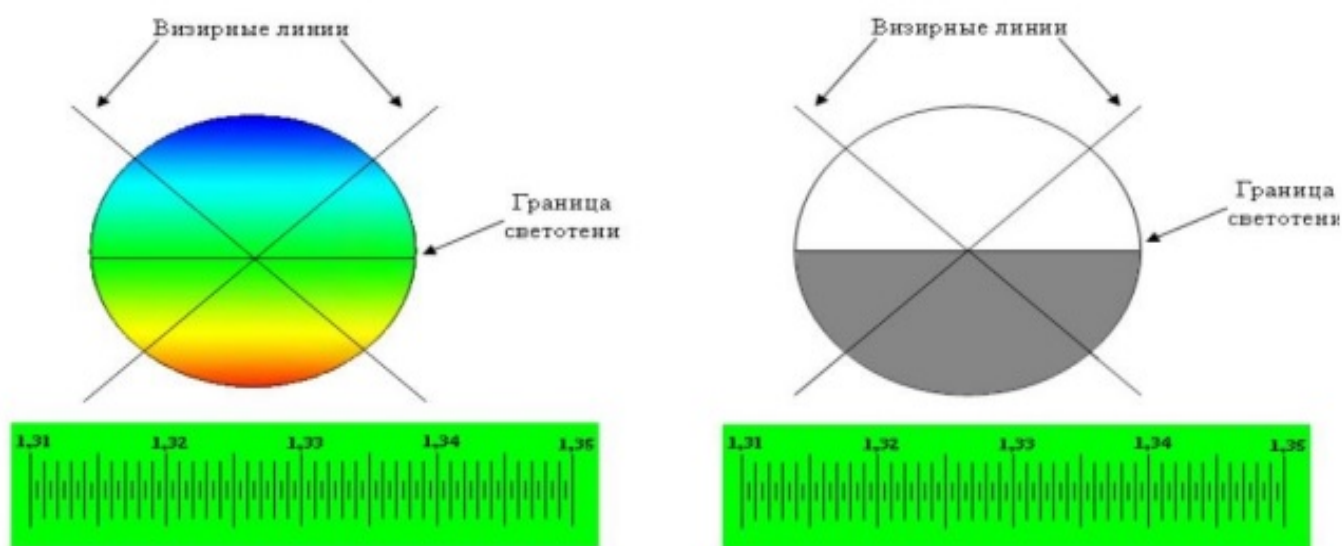 Визирные линии
Граница
светотени
1,31 1,32 1,33 1,34 1,35
Визирные линии
Граница
светотени
1,31 1,32 1,33 1,34 1,35